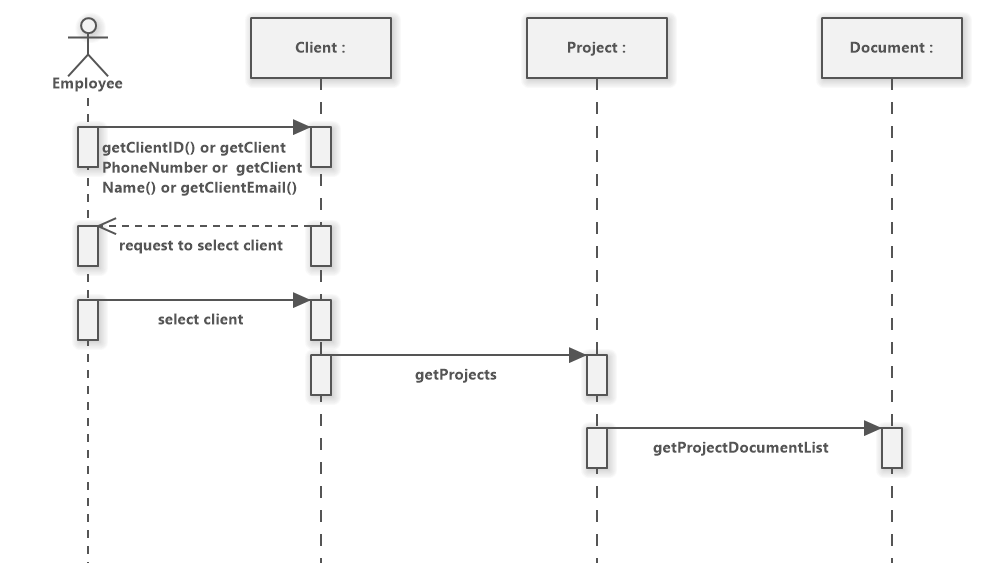 Employee
Client :
Project :
Document :
getClientID() or getClient
PhoneNumber or getClient
Name() or getClientEmail()
request to select client
select client
getProjects
getProjectDocumentList